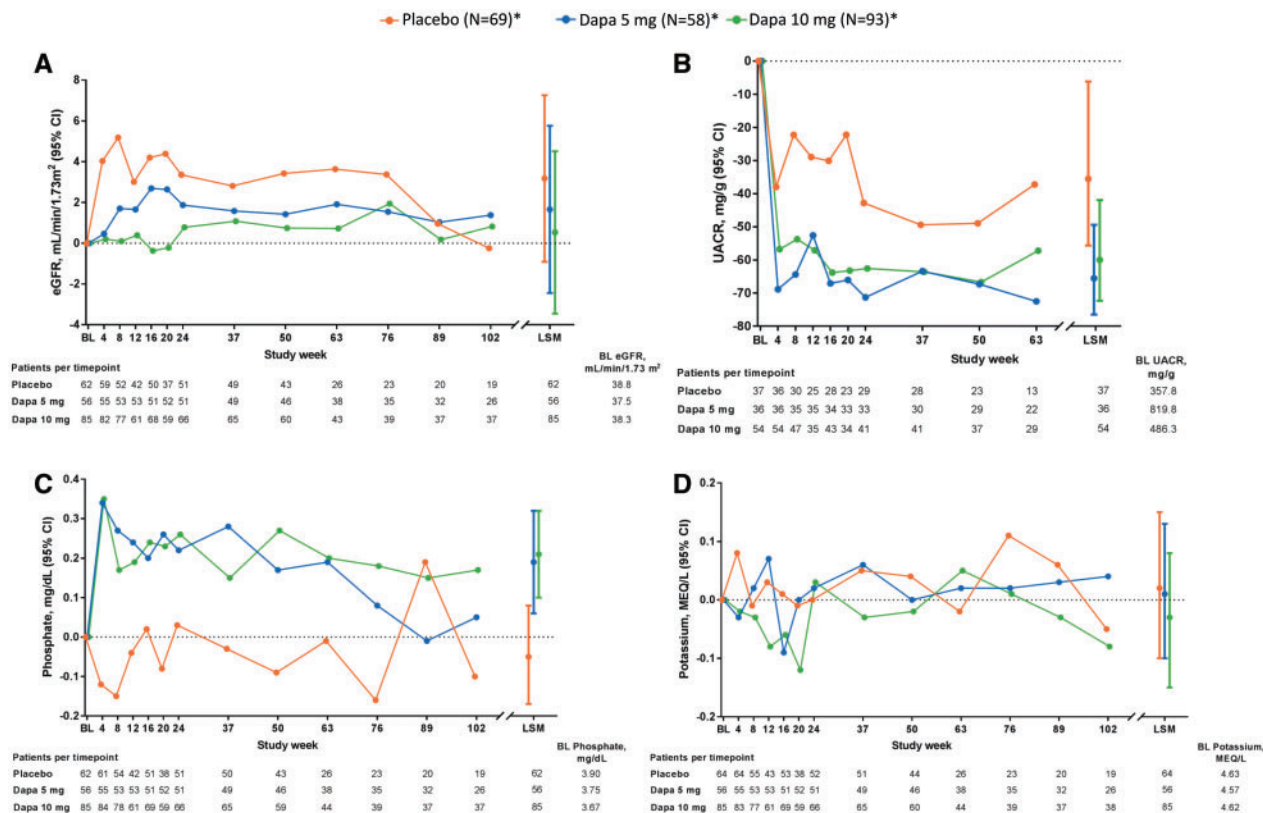 Placebo (N=69)* Dapa 5 mg (N=58)* Dapa 10 mg (N=93)*
A
eGFR, mL/min/1.73m² (95% CI)
8
6
4
2
0
-2
-4
BL 4 8 12 16 20 24 37 50 63 76 89 102 LSM
Study week
BL eGFR,
mL/min/1.73 m²
Patients per timepoint
Placebo 62 59 52 42 50 37 51 49 43 26 23 20 19 62 38.8
Dapa 5 mg 56 55 53 53 51 52 51 49 46 38 35 32 26 56 37.5
Dapa 10 mg 85 82 77 61 68 59 66 65 60 43 39 37 37 85 38.3
B
UACR, mg/g (95% CI)
0
-10
-20
-30
-40
-50
-60
-70
-80
BL 4 8 12 16 20 24 37 50 63 LSM
Study week
BL UACR,
mg/g
Patients per timepoint
Placebo 37 36 30 25 28 23 29 28 23 13 37 357.8
Dapa 5 mg 36 36 35 35 34 33 33 30 29 22 36 819.8
Dapa 10 mg 54 54 47 35 43 34 41 41 37 29 54 486.3
C
Phosphate, mg/dL (95% CI)
0.4
0.3
0.2
0.1
0.0
-0.1
-0.2
BL 4 8 12 16 20 24 37 50 63 76 89 102 LSM
Study week
BL Phosphate,
mg/dL
Patients per timepoint
Placebo 62 61 54 42 51 38 51 50 43 26 23 20 19 62 3.90
Dapa 5 mg 56 55 53 53 51 52 51 49 46 38 35 32 26 56 3.75
Dapa 10 mg 85 84 78 61 69 59 66 65 59 44 39 37 37 85 3.67
D
Potassium, MEQ/L (95% CI)
0.2
0.1
0.0
-0.1
-0.2
BL 4 8 12 16 20 24 37 50 63 76 89 102 LSM
Study week
BL Potassium,
MEQ/L
Patients per timepoint
Placebo 64 64 55 43 53 38 52 51 44 26 23 20 19 64 4.63
Dapa 5 mg 56 55 53 53 51 52 51 49 46 38 35 32 26 56 4.57
Dapa 10 mg 85 83 77 61 69 59 66 65 60 44 39 37 38 85 4.62